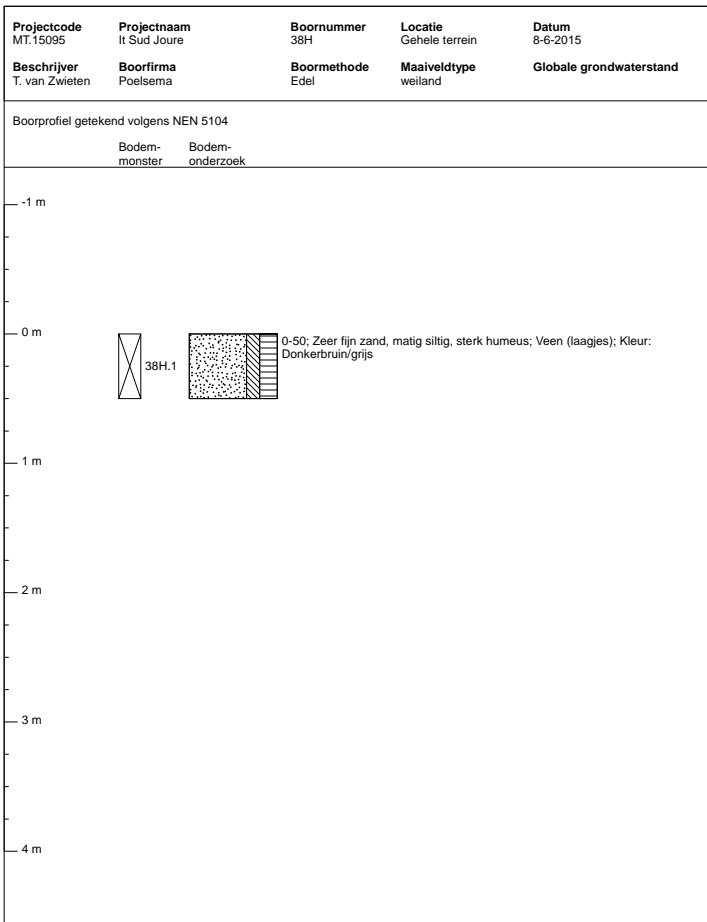 Projectcode Projectnaam Boornummer Locatie Datum
MT.15095 It Sud Joure 38H Gehele terrein 8-6-2015
Beschrijver Boorfirma Boormethode Maaiveldtype Globale grondwaterstand
T. van Zwieten Poelsema Edel weiland
Boorprofiel getekend volgens NEN 5104
Bodem- Bodem-
monster onderzoek
-1 m
0 m
0-50; Zeer fijn zand, matig siltig, sterk humeus; Veen (laagjes); Kleur:
Donkerbruin/grijs
38H.1
1 m
2 m
3 m
4 m